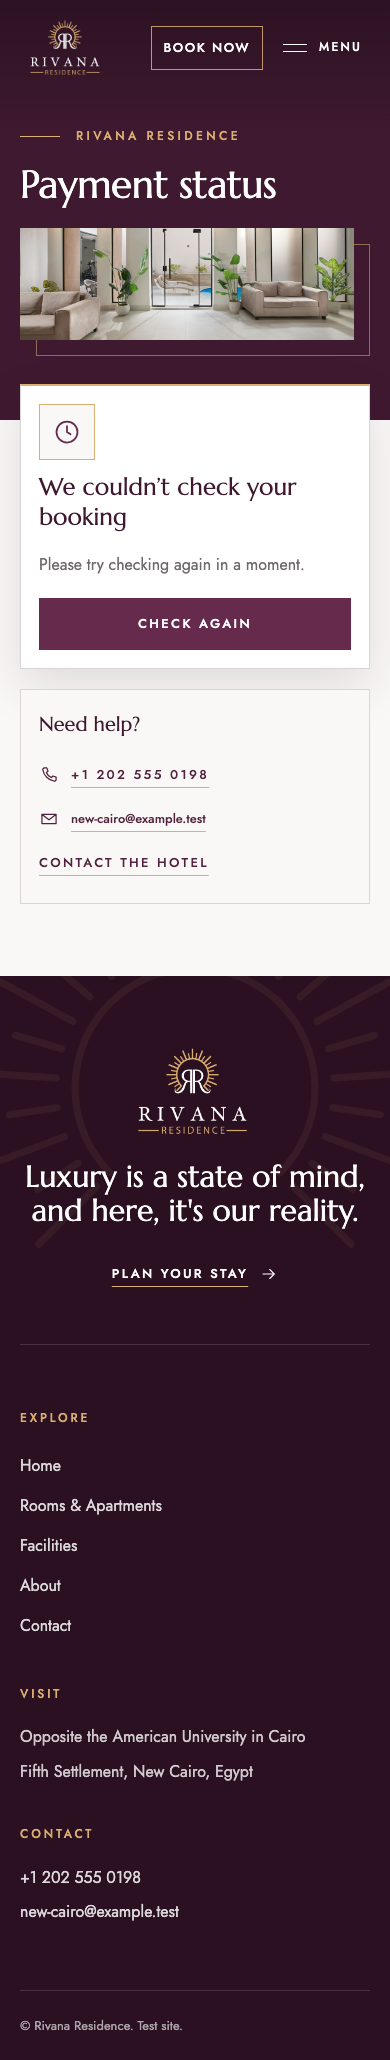 RIVANA
RESIDENCE
BOOK NOW
MENU
RIVANA RESIDENCE
Payment status
We couldn’t check your
booking
Please try checking again in a moment.
CHECK AGAIN
Need help?
+1 202 555 0198
new-cairo@example.test
CONTACT THE HOTEL
RIVANA
RESIDENCE
Luxury is a state of mind,
and here, it's our reality.
PLAN YOUR STAY
EXPLORE
Home
Rooms & Apartments
Facilities
About
Contact
VISIT
Opposite the American University in Cairo
Fifth Settlement, New Cairo, Egypt
CONTACT
+1 202 555 0198
new-cairo@example.test
© Rivana Residence. Test site.